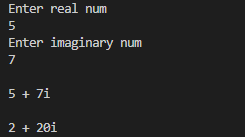 Enter real num
5
Enter imaginary num
7
5 + 7i
2 + 20i